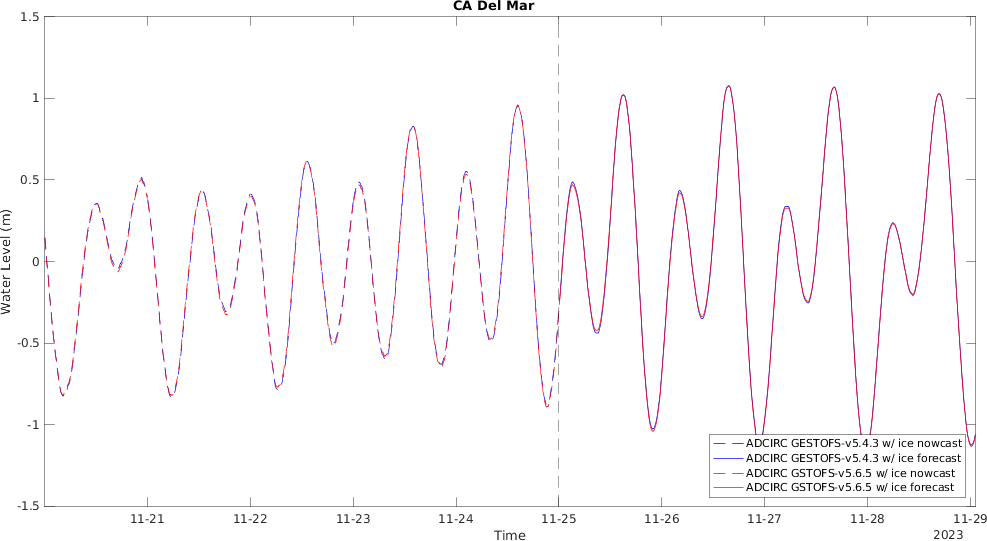 CA Del Mar
1.5
1
0.5
0
-0.5
-1
-1.5
Water Level (m)
11-21
11-22
11-23
11-24
11-25
11-26
11-27
11-28
11-29
Time
2023
ADCIRC GESTOFS-v5.4.3 w/ ice nowcast
ADCIRC GESTOFS-v5.4.3 w/ ice forecast
ADCIRC GSTOFS-v5.6.5 w/ ice nowcast
ADCIRC GSTOFS-v5.6.5 w/ ice forecast